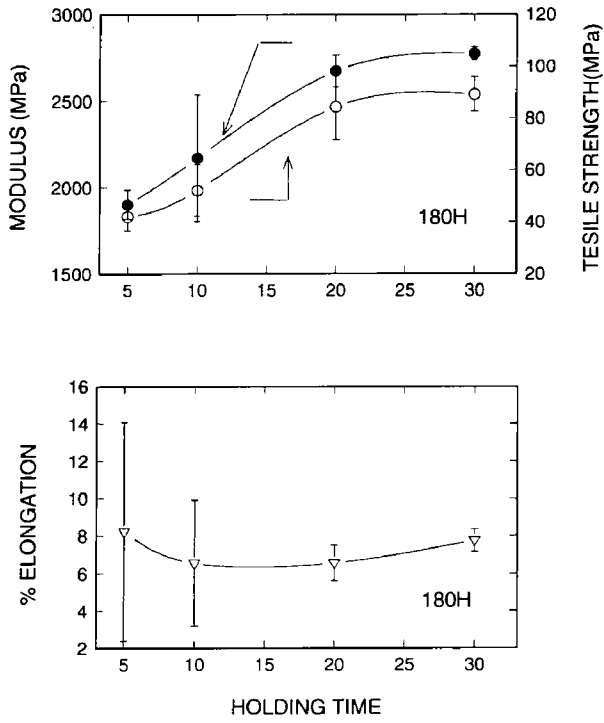 3000
2500
2000
1500
MODULUS (MPa)
120
100
80
60
40
20
TESILE STRENGTH(MPa)
180H
5 10 15 20 25 30
16
14
12
10
8
6
4
2
% ELONGATION
180H
5 10 15 20 25 30
HOLDING TIME